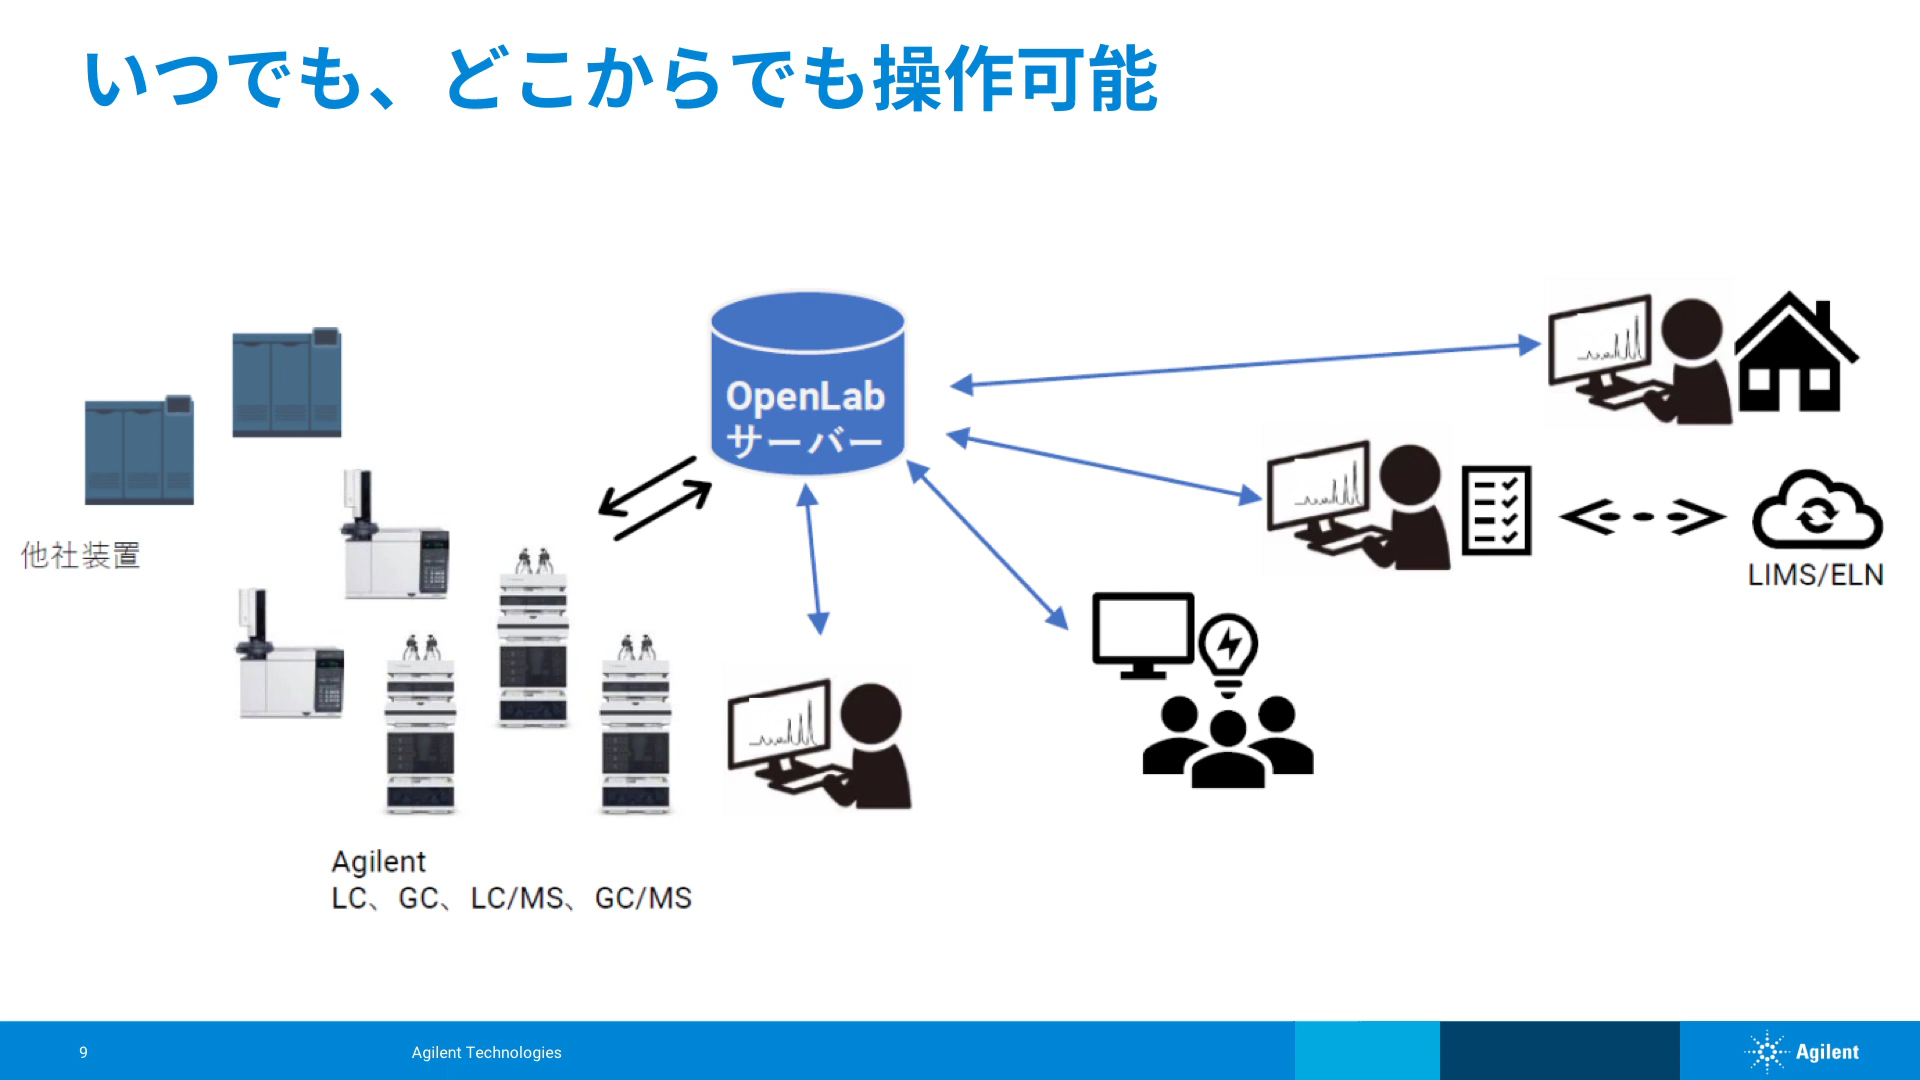 いつでも、どこからでも操作可能
OpenLab
サーバー
他社装置
LIMS/ELN
Agilent
LC、GC、LC/MS、GC/MS
9
Agilent Technologies
Agilent